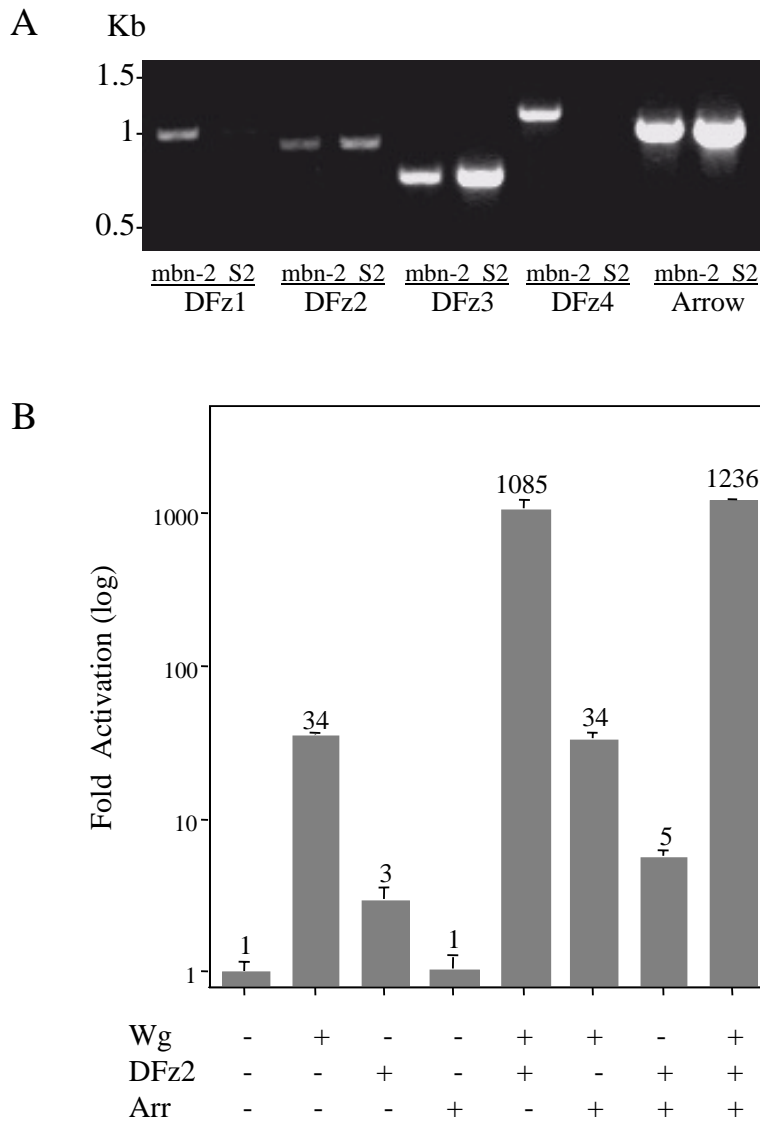 A
Kb
1.5
1
0.5
mbn-2 S2 mbn-2 S2 mbn-2 S2 mbn-2 S2 mbn-2 S2
DFz1 DFz2 DFz3 DFz4 Arrow
B
Fold Activation (log)
1000
100
10
1
1 34 3 1 1085 34 5 1236
Wg - + - - + + - +
DFz2 - - + - + - + +
Arr - - - + - + + +